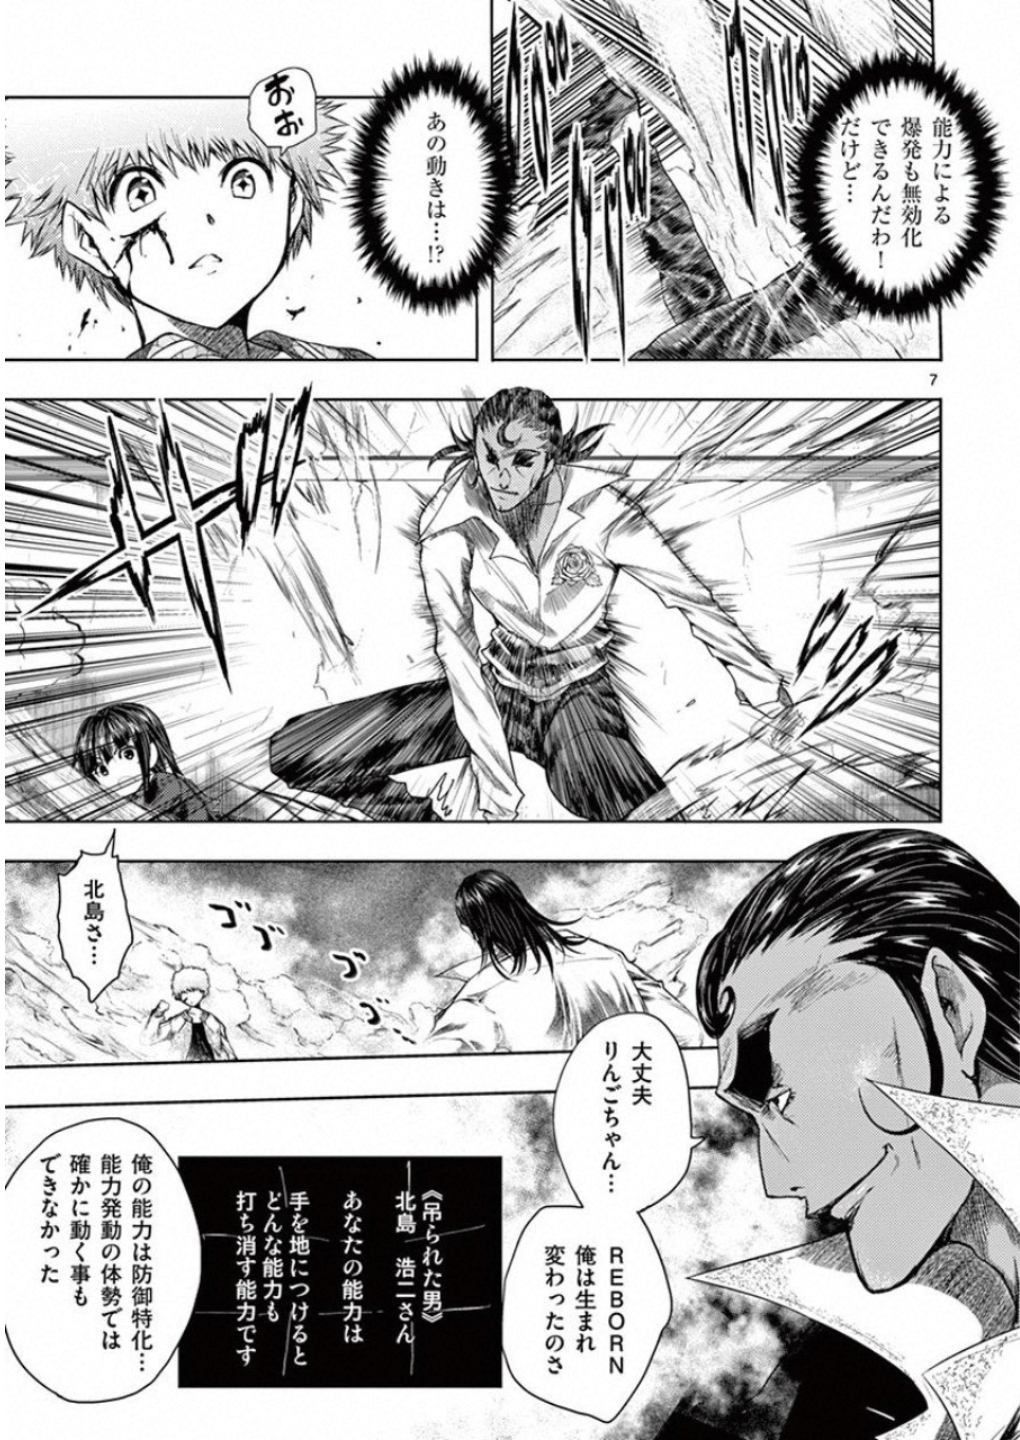 能力による
爆発も無効化
できるんだわ！
だけど…
あの動きは…!?
おお
7
北島さ…
ゴゴゴゴ
大丈夫
りんごちゃん…
REBORN
俺は生まれ
変わったのさ
《吊られた男》
北島 浩二さん
あなたの能力は
手を地につけると
どんな能力も
打ち消す能力です
俺の能力は防御特化…
能力発動の体勢では
確かに動く事も
できなかった